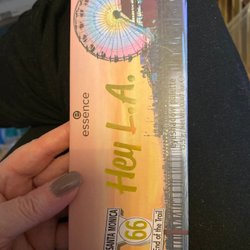 essence
Hey L.A.
SANTA MONICA
66
End of the Trail